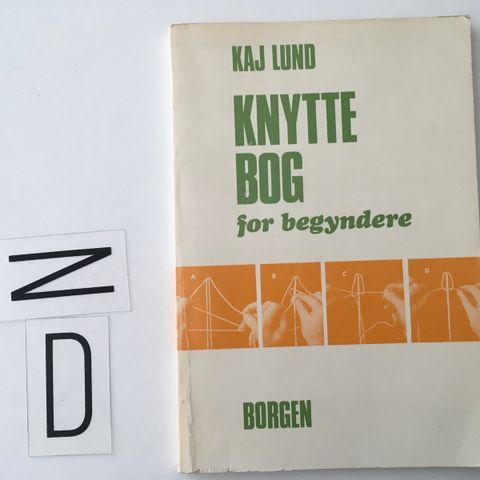 KAJ LUND
KNYTTE
BOG
for begyndere
A B C D
BORGEN
N
D